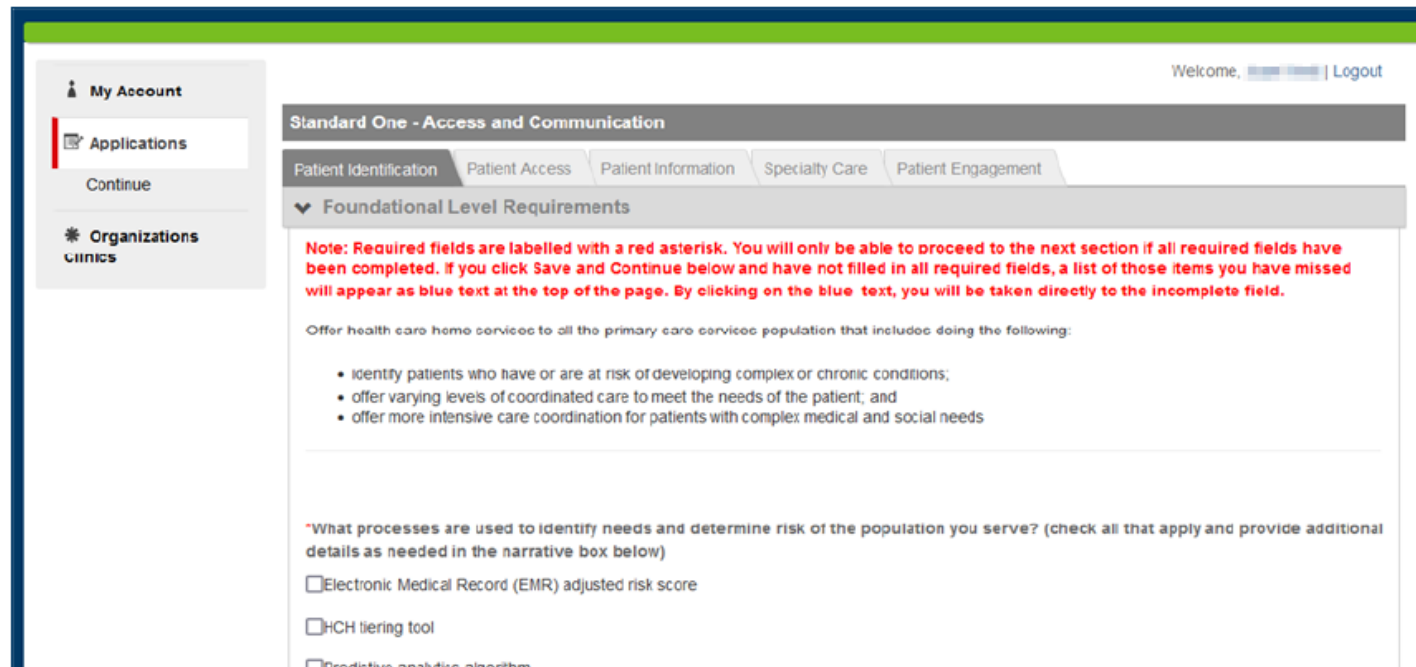 Welcome, | Logout
My Account
Applications
Continue
Organizations
Clinics
Standard One - Access and Communication
Patient Identification Patient Access Patient Information Specialty Care Patient Engagement
Foundational Level Requirements
Note: Required fields are labelled with a red asterisk. You will only be able to proceed to the next section if all required fields have
been completed. If you click Save and Continue below and have not filled in all required fields, a list of those items you have missed
will appear as blue text at the top of the page. By clicking on the blue text, you will be taken directly to the incomplete field.
Offer health care home services to all the primary care services population that includes doing the following:
• identify patients who have or are at risk of developing complex or chronic conditions;
• offer varying levels of coordinated care to meet the needs of the patient; and
• offer more intensive care coordination for patients with complex medical and social needs
*What processes are used to identify needs and determine risk of the population you serve? (check all that apply and provide additional
details as needed in the narrative box below)
Electronic Medical Record (EMR) adjusted risk score
HCH tiering tool
Predictive analytics algorithm